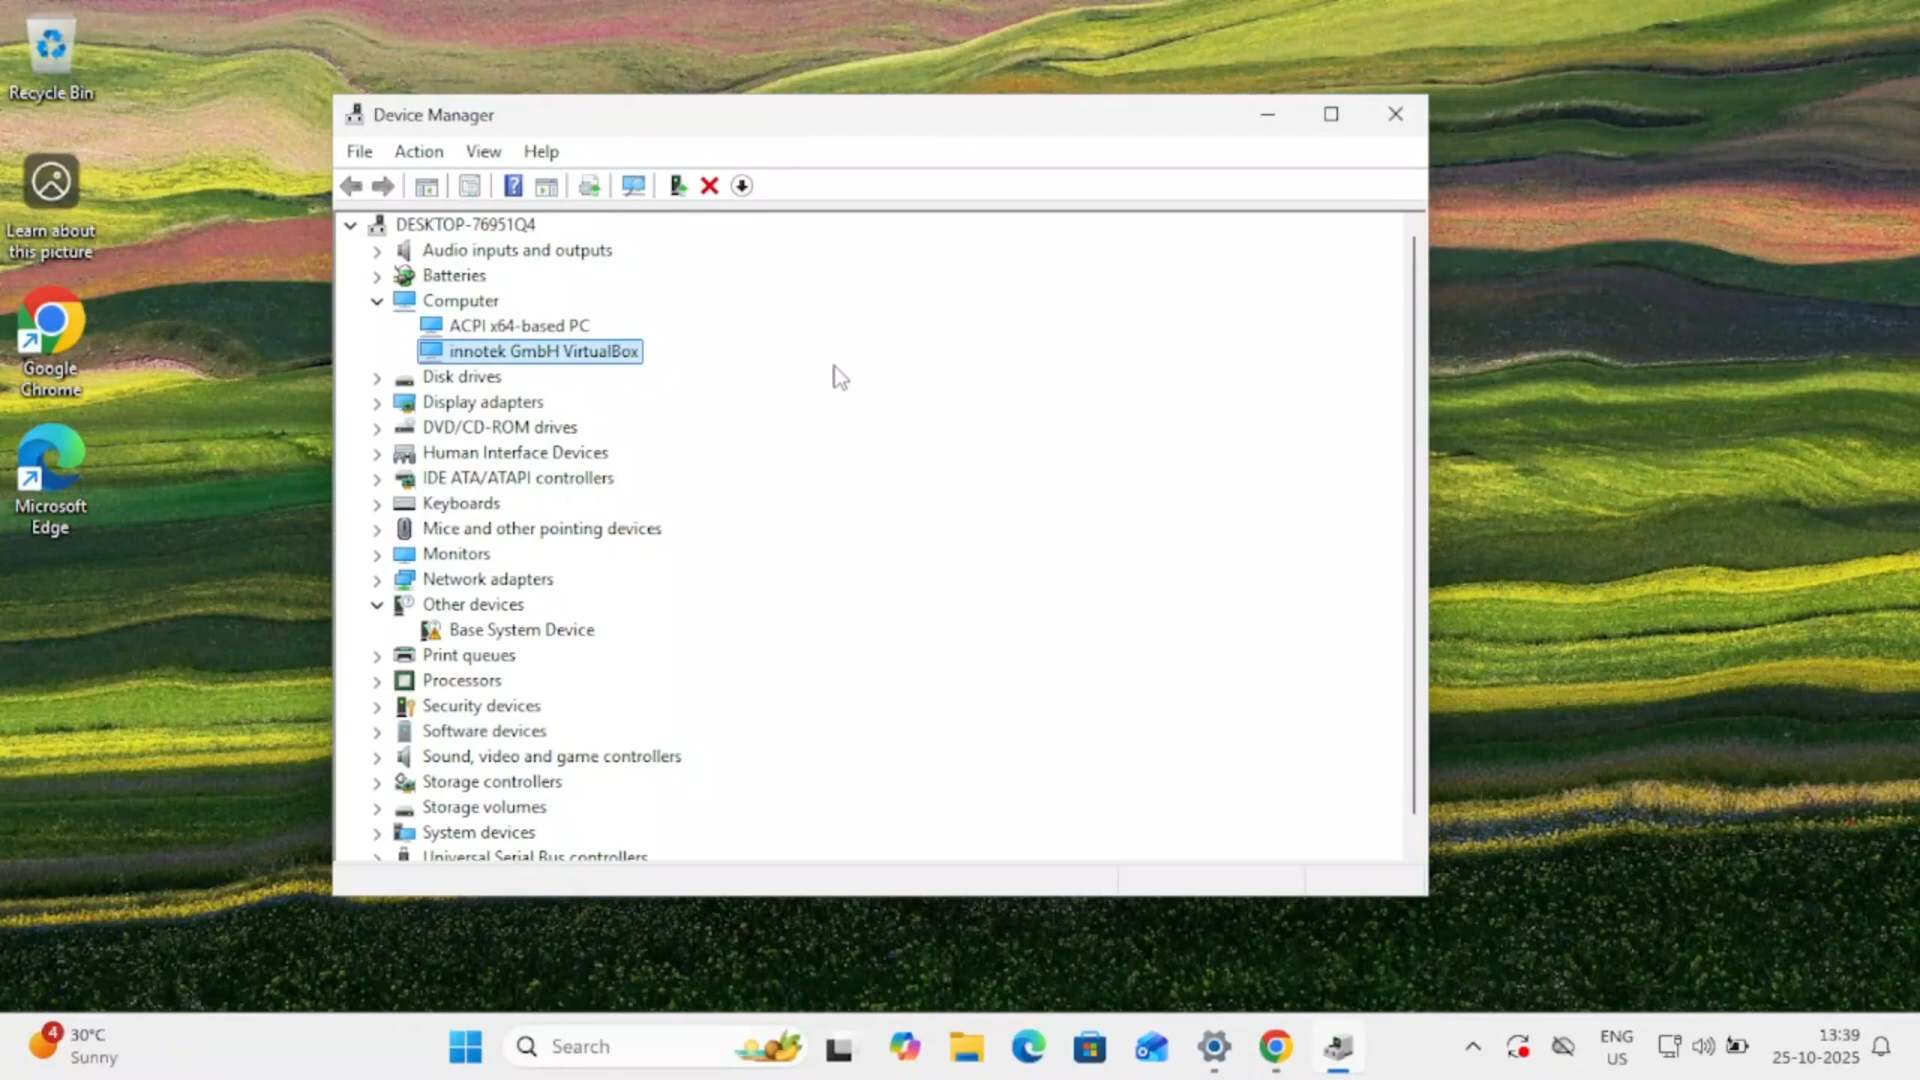 Recycle Bin
Learn about
this picture
Google
Chrome
Microsoft
Edge
Device Manager
File Action View Help
DESKTOP-76951Q4
Audio inputs and outputs
Batteries
Computer
ACPI x64-based PC
innotek GmbH VirtualBox
Disk drives
Display adapters
DVD/CD-ROM drives
Human Interface Devices
IDE ATA/ATAPI controllers
Keyboards
Mice and other pointing devices
Monitors
Network adapters
Other devices
Base System Device
Print queues
Processors
Security devices
Software devices
Sound, video and game controllers
Storage controllers
Storage volumes
System devices
Universal Serial Bus controllers
4
30°C
Sunny
Search
ENG
US
13:39
25-10-2025